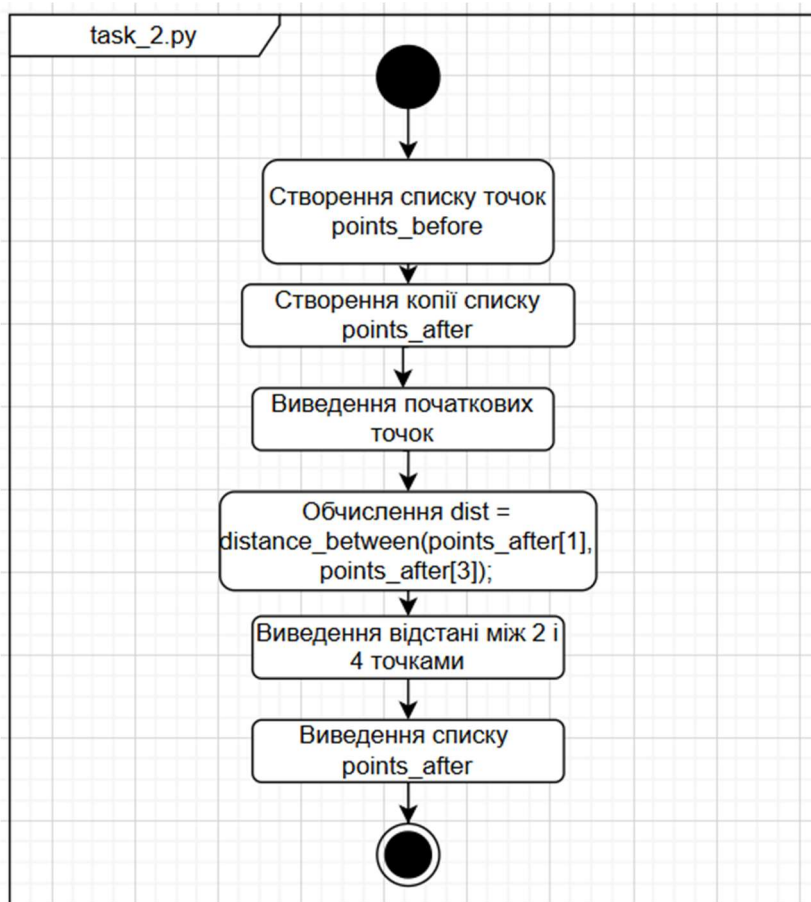 task_2.py
Створення списку точок
points_before
Створення копії списку
points_after
Виведення початкових
точок
Обчислення dist =
distance_between(points_after[1],
points_after[3]);
Виведення відстані між 2 і
4 точками
Виведення списку
points_after